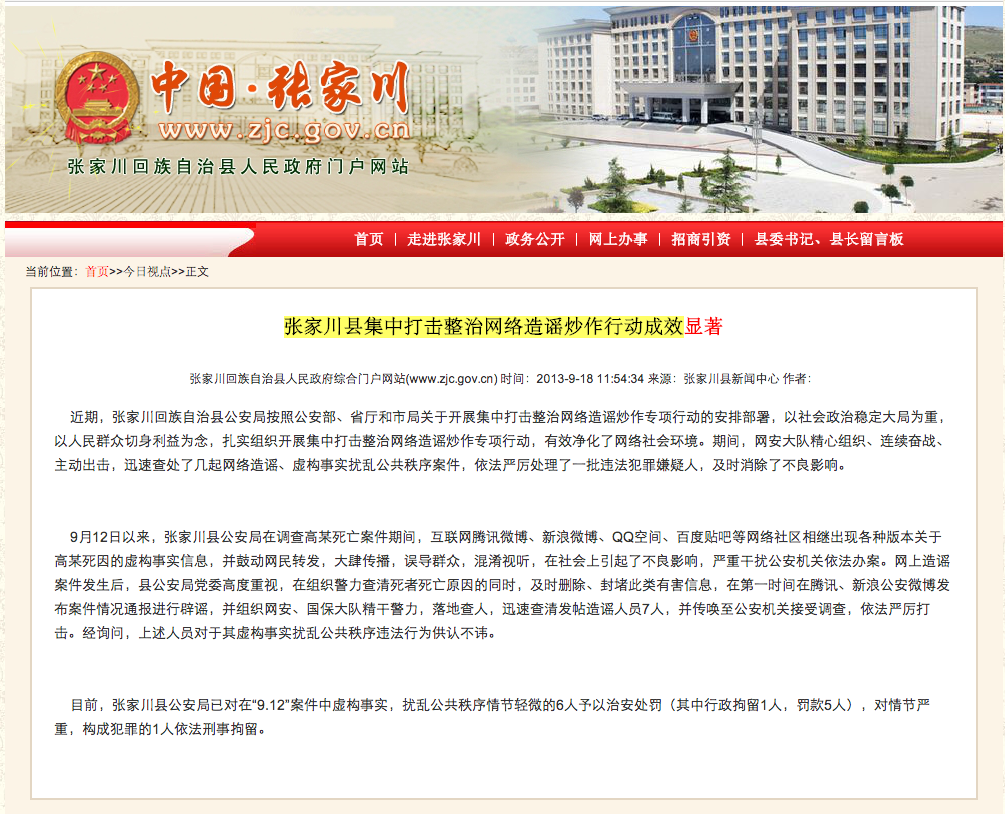 中国·张家川
www.zjc.gov.cn
张家川回族自治县人民政府门户网站
首页 | 走进张家川 | 政务公开 | 网上办事 | 招商引资 | 县委书记、县长留言板
当前位置：首页>>今日视点>>正文
张家川县集中打击整治网络造谣炒作行动成效显著
张家川回族自治县人民政府综合门户网站(www.zjc.gov.cn) 时间：2013-9-18 11:54:34 来源：张家川县新闻中心 作者：
近期，张家川回族自治县公安局按照公安部、省厅和市局关于开展集中打击整治网络造谣炒作专项行动的安排部署，以社会政治稳定大局为重，
以人民群众切身利益为念，扎实组织开展集中打击整治网络造谣炒作专项行动，有效净化了网络社会环境。期间，网安大队精心组织、连续奋战、
主动出击，迅速查处了几起网络造谣、虚构事实扰乱公共秩序案件，依法严厉处理了一批违法犯罪嫌疑人，及时消除了不良影响。
9月12日以来，张家川县公安局在调查高某死亡案件期间，互联网腾讯微博、新浪微博、QQ空间、百度贴吧等网络社区相继出现各种版本关于
高某死因的虚构事实信息，并鼓动网民转发，大肆传播，误导群众，混淆视听，在社会上引起了不良影响，严重干扰公安机关依法办案。网上造谣
案件发生后，县公安局党委高度重视，在组织警力查清死者死亡原因的同时，及时删除、封堵此类有害信息，在第一时间在腾讯、新浪公安微博发
布案件情况通报进行辟谣，并组织网安、国保大队精干警力，落地查人，迅速查清发帖造谣人员7人，并传唤至公安机关接受调查，依法严厉打
击。经询问，上述人员对于其虚构事实扰乱公共秩序违法行为供认不讳。
目前，张家川县公安局已对在“9.12”案件中虚构事实，扰乱公共秩序情节轻微的6人予以治安处罚（其中行政拘留1人，罚款5人），对情节严
重，构成犯罪的1人依法刑事拘留。